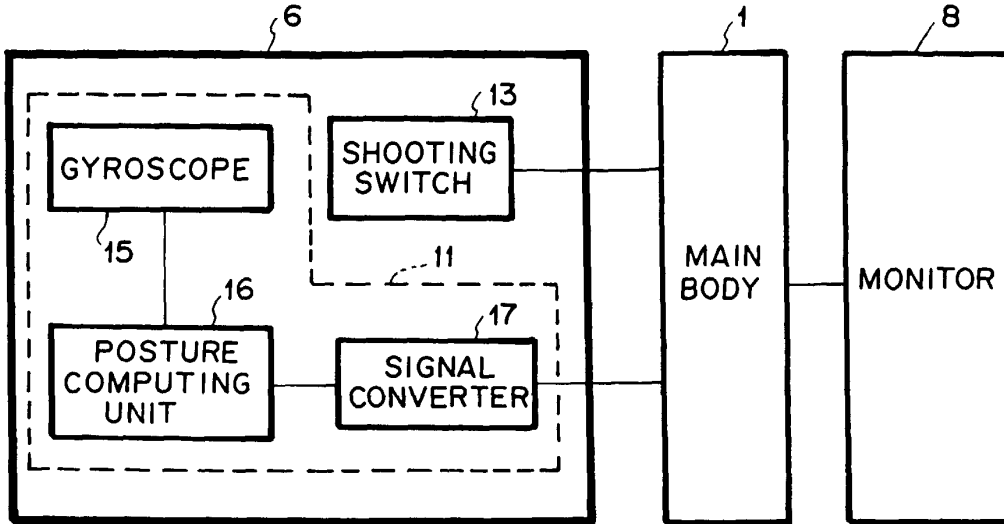 6
1
8
13
GYROSCOPE
SHOOTING
SWITCH
15
11
16
17
POSTURE
COMPUTING
UNIT
SIGNAL
CONVERTER
MAIN
BODY
MONITOR